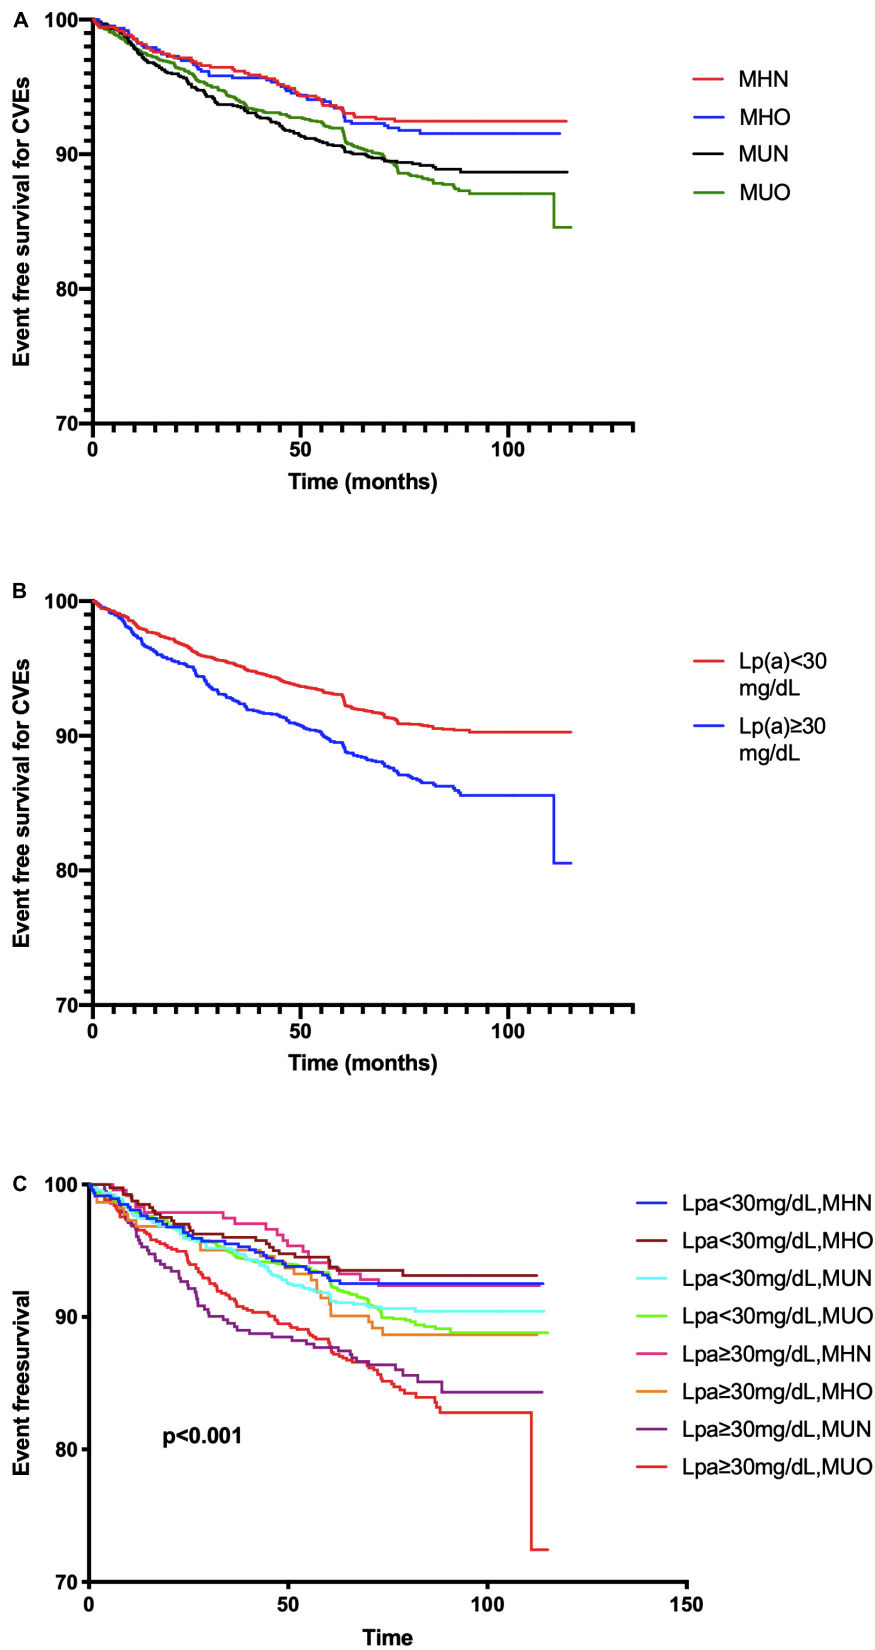 A
100
90
80
70
0
50
100
Event free survival for CVEs
Time (months)
MHN
MHO
MUN
MUO
B
100
90
80
70
0
50
100
Event free survival for CVEs
Time (months)
Lp(a)<30
mg/dL
Lp(a)≥30
mg/dL
C
100
90
80
70
0
50
100
150
Event freesurvival
Time
p<0.001
Lpa<30mg/dL,MHN
Lpa<30mg/dL,MHO
Lpa<30mg/dL,MUN
Lpa<30mg/dL,MUO
Lpa≥30mg/dL,MHN
Lpa≥30mg/dL,MHO
Lpa≥30mg/dL,MUN
Lpa≥30mg/dL,MUO